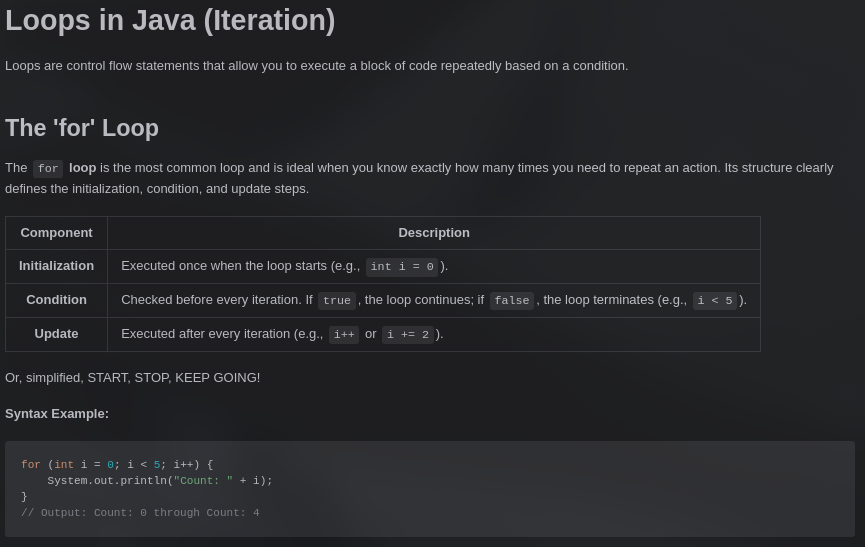 Loops in Java (Iteration)
Loops are control flow statements that allow you to execute a block of code repeatedly based on a condition.
The 'for' Loop
The for loop is the most common loop and is ideal when you know exactly how many times you need to repeat an action. Its structure clearly
defines the initialization, condition, and update steps.
Component Description
Initialization Executed once when the loop starts (e.g., int i = 0).
Condition Checked before every iteration. If true, the loop continues; if false, the loop terminates (e.g., i < 5).
Update Executed after every iteration (e.g., i++ or i += 2).
Or, simplified, START, STOP, KEEP GOING!
Syntax Example:
for (int i = 0; i < 5; i++) {
    System.out.println("Count: " + i);
}
// Output: Count: 0 through Count: 4